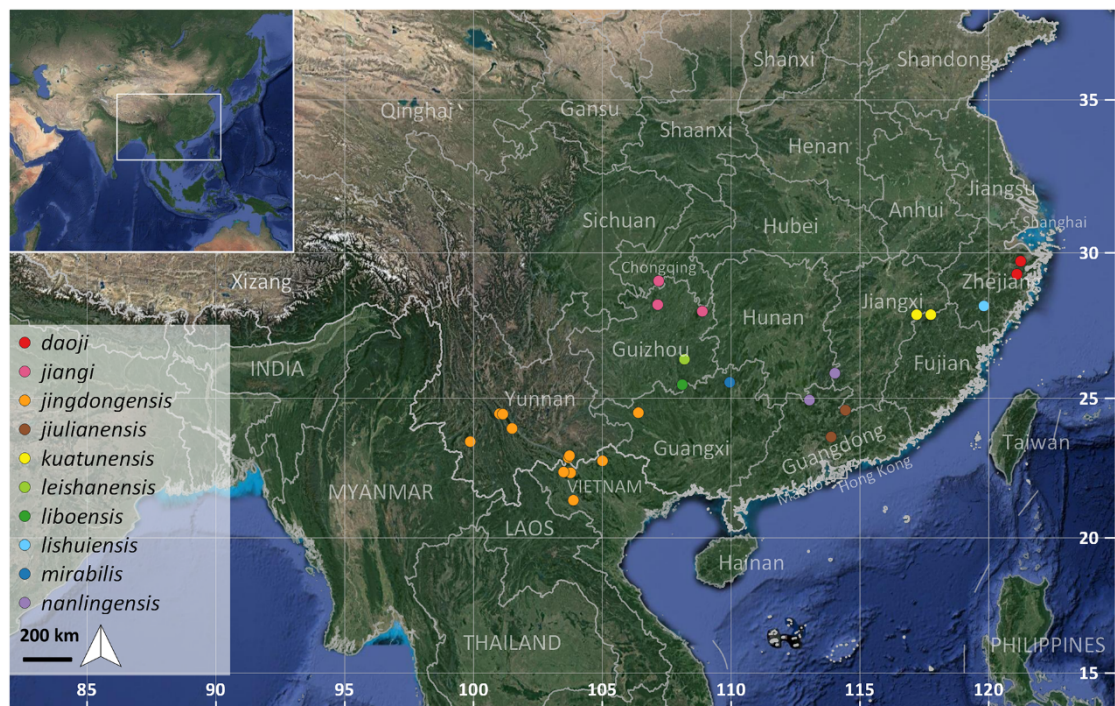 Shanxi
Shandong
Qinghai
Gansu
35
Shaanxi
Henan
Jiangsu
Anhui
Sichuan
Hubei
Shanghai
30
Chongqing
Xizang
Zhejiang
Jiangxi
Hunan
Guizhou
Fujian
INDIA
Yunnan
25
Guangxi
Guangdong
Taiwan
Macao
Hong Kong
MYANMAR
VIETNAM
LAOS
20
Hainan
THAILAND
PHILIPPINES
15
daoji
jiangi
jingdongensis
jiulianensis
kuatunensis
leishanensis
liboensis
lishuiensis
mirabilis
nanlingensis
200 km
85 90 95 100 105 110 115 120